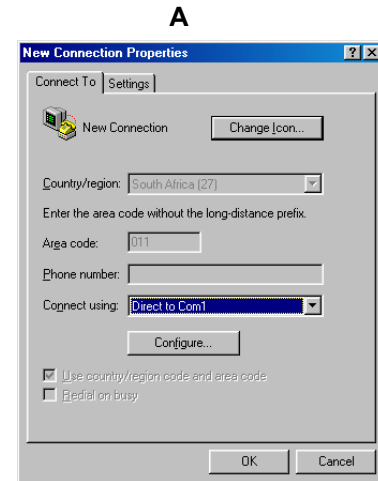 A
New Connection Properties
Connect To Settings
New Connection Change Icon...
Country/region: South Africa (27)
Enter the area code without the long-distance prefix.
Area code: 011
Phone number:
Connect using: Direct to Com1
Configure...
Use country/region code and area code
Redial on busy
OK Cancel